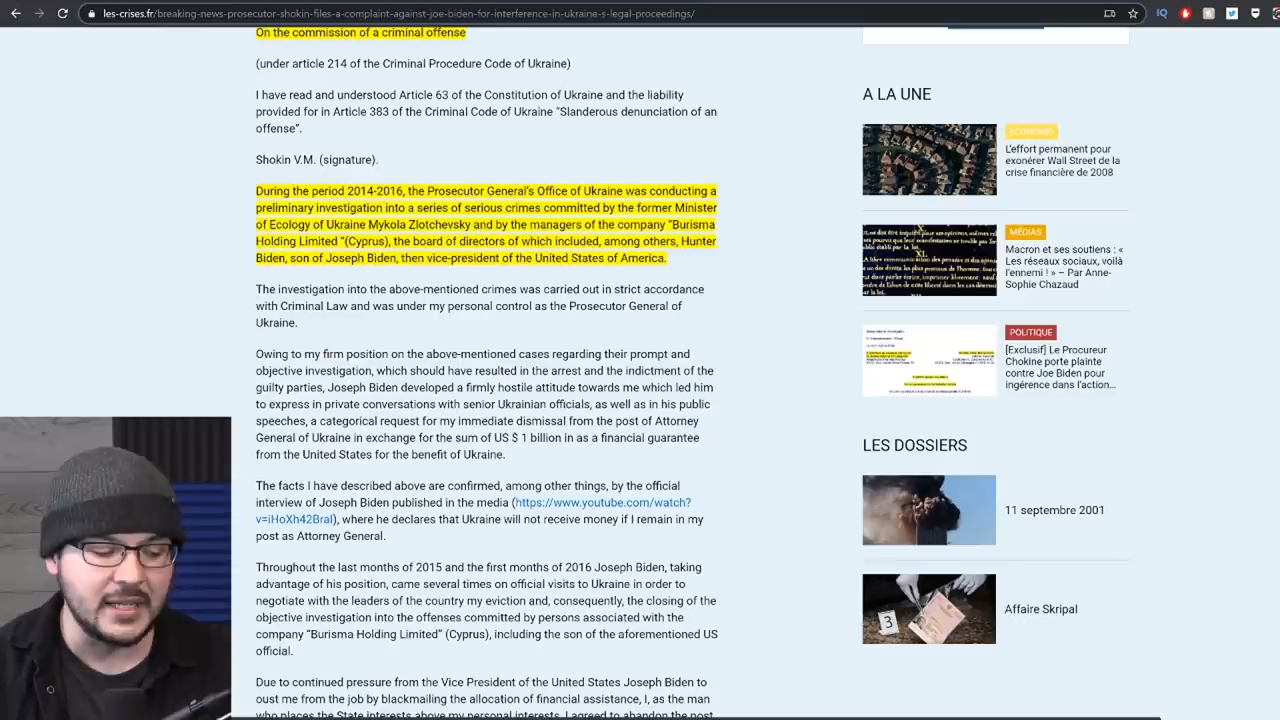 les-crises.fr/breaking-news-prosecutor-shokin-files-a-complaint-against-joe-biden-for-interference-in-ukraine-s-legal-proceedings/
On the commission of a criminal offense
(under article 214 of the Criminal Procedure Code of Ukraine)
I have read and understood Article 63 of the Constitution of Ukraine and the liability
provided for in Article 383 of the Criminal Code of Ukraine “Slanderous denunciation of an
offense”.
Shokin V.M. (signature).
During the period 2014-2016, the Prosecutor General's Office of Ukraine was conducting a
preliminary investigation into a series of serious crimes committed by the former Minister
of Ecology of Ukraine Mykola Zlotchevsky and by the managers of the company “Burisma
Holding Limited “(Cyprus), the board of directors of which included, among others, Hunter
Biden, son of Joseph Biden, then vice-president of the United States of America.
The investigation into the above-mentioned crimes was carried out in strict accordance
with Criminal Law and was under my personal control as the Prosecutor General of
Ukraine.
Owing to my firm position on the above-mentioned cases regarding their prompt and
objective investigation, which should have resulted in the arrest and the indictment of the
guilty parties, Joseph Biden developed a firmly hostile attitude towards me which led him
to express in private conversations with senior Ukrainian officials, as well as in his public
speeches, a categorical request for my immediate dismissal from the post of Attorney
General of Ukraine in exchange for the sum of US $ 1 billion in as a financial guarantee
from the United States for the benefit of Ukraine.
The facts I have described above are confirmed, among other things, by the official
interview of Joseph Biden published in the media (https://www.youtube.com/watch?
v=iHoXh42BraI), where he declares that Ukraine will not receive money if I remain in my
post as Attorney General.
Throughout the last months of 2015 and the first months of 2016 Joseph Biden, taking
advantage of his position, came several times on official visits to Ukraine in order to
negotiate with the leaders of the country my eviction and, consequently, the closing of the
objective investigation into the offenses committed by persons associated with the
company “Burisma Holding Limited” (Cyprus), including the son of the aforementioned US
official.
Due to continued pressure from the Vice President of the United States Joseph Biden to
oust me from the job by blackmailing the allocation of financial assistance, I, as the man
who places the State interests above my personal interests, I agreed to abandon the post
A LA UNE
ECONOMIE
L'effort permanent pour
exonérer Wall Street de la
crise financière de 2008
MÉDIAS
Macron et ses soutiens : «
Les réseaux sociaux, voilà
l'ennemi ! » – Par Anne-
Sophie Chazaud
POLITIQUE
[Exclusif] Le Procureur
Chokine porte plainte
contre Joe Biden pour
ingérence dans l'action...
LES DOSSIERS
11 septembre 2001
3
Affaire Skripal